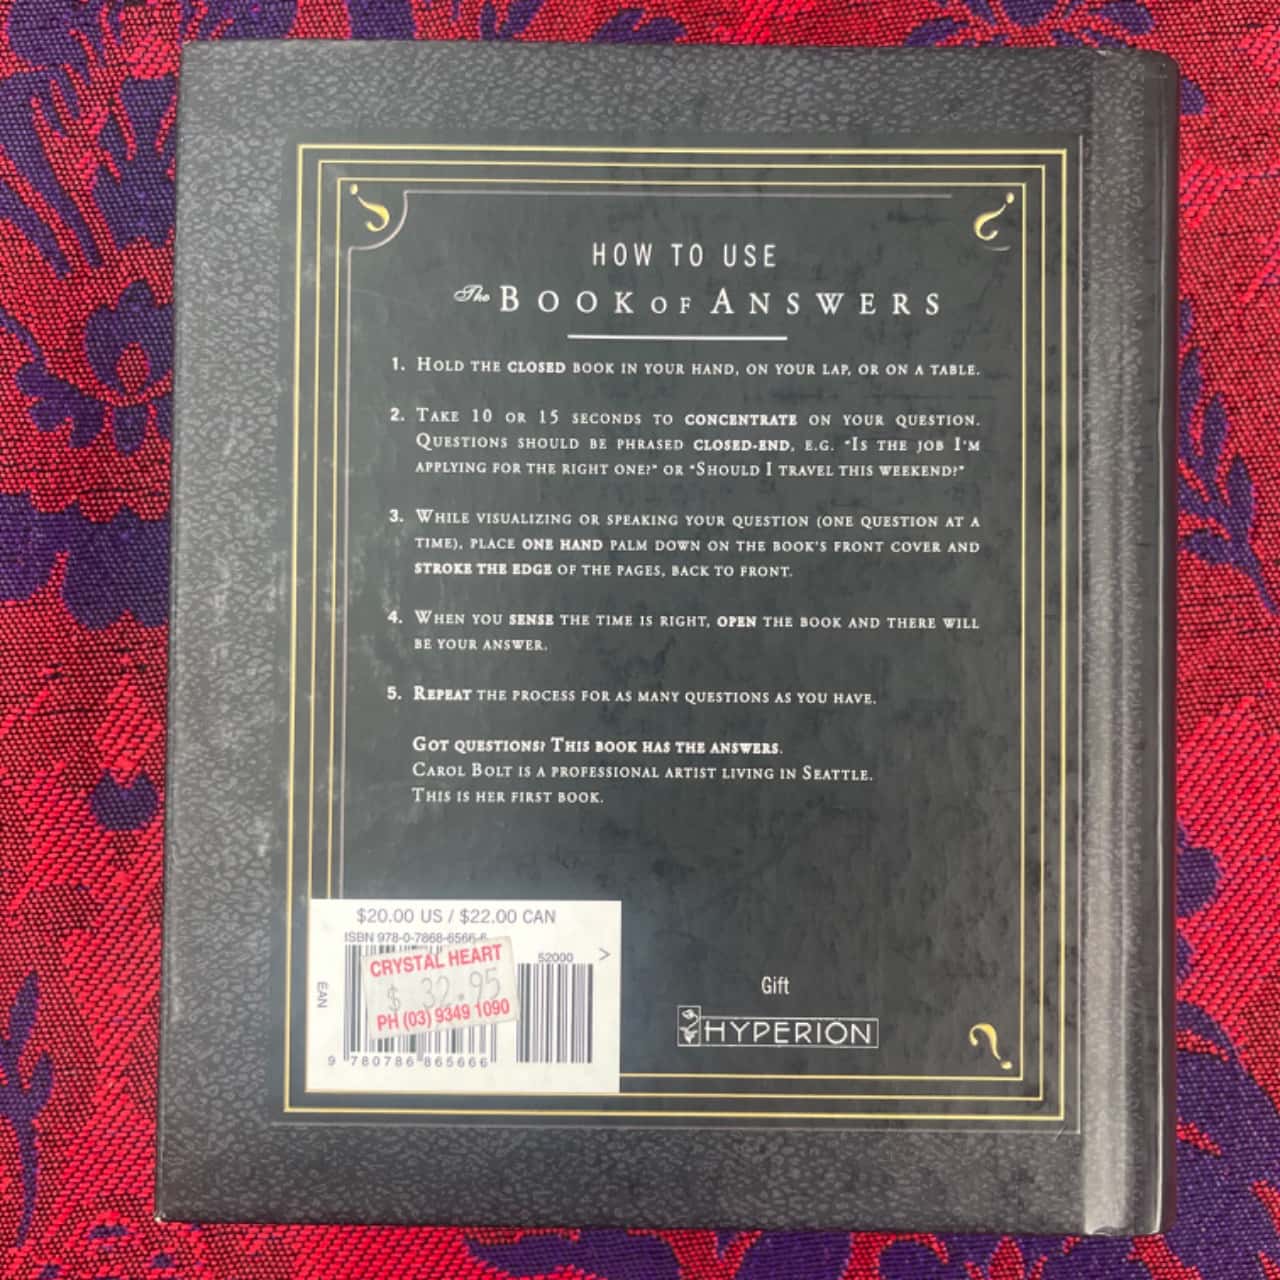 HOW TO USE
The BOOK OF ANSWERS
1. HOLD THE CLOSED BOOK IN YOUR HAND, ON YOUR LAP, OR ON A TABLE.
2. TAKE 10 OR 15 SECONDS TO CONCENTRATE ON YOUR QUESTION.
QUESTIONS SHOULD BE PHRASED CLOSED-END, E.G. "IS THE JOB I'M
APPLYING FOR THE RIGHT ONE?" OR "SHOULD I TRAVEL THIS WEEKEND?"
3. WHILE VISUALIZING OR SPEAKING YOUR QUESTION (ONE QUESTION AT A
TIME), PLACE ONE HAND PALM DOWN ON THE BOOK'S FRONT COVER AND
STROKE THE EDGE OF THE PAGES, BACK TO FRONT.
4. WHEN YOU SENSE THE TIME IS RIGHT, OPEN THE BOOK AND THERE WILL
BE YOUR ANSWER.
5. REPEAT THE PROCESS FOR AS MANY QUESTIONS AS YOU HAVE.
GOT QUESTIONS? THIS BOOK HAS THE ANSWERS.
CAROL BOLT IS A PROFESSIONAL ARTIST LIVING IN SEATTLE.
THIS IS HER FIRST BOOK.
$20.00 US / $22.00 CAN
ISBN 978-0-7868-6566-6
52000 >
CRYSTAL HEART
$ 32.95
PH (03) 9349 1090
EAN
9 780786 865666
Gift
HYPERION